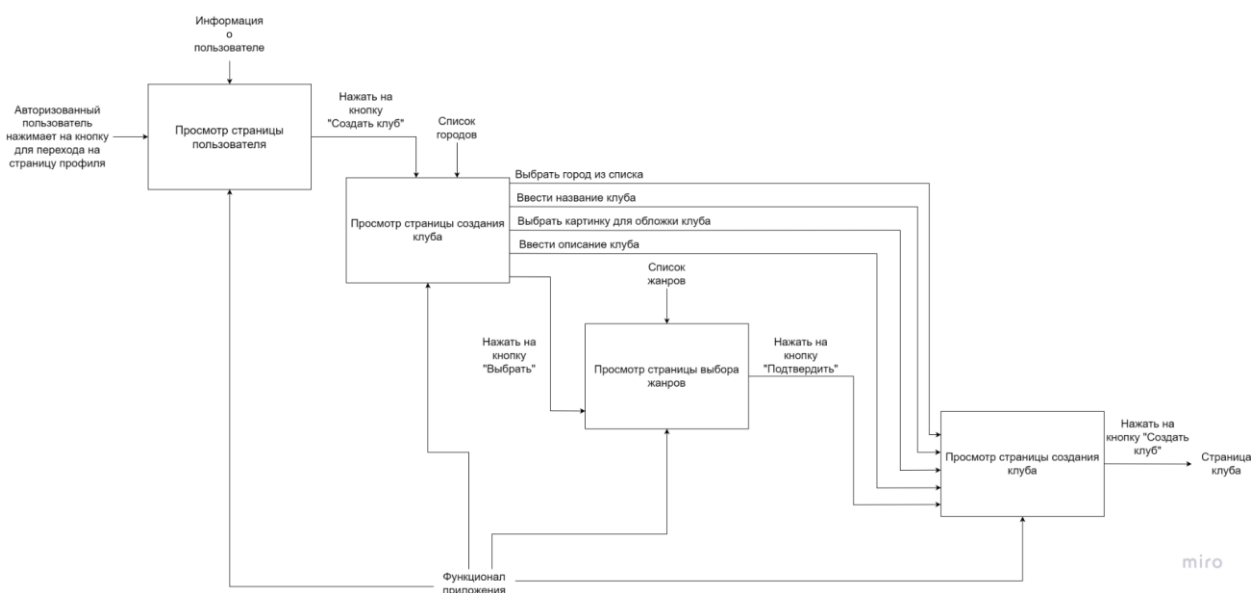 Информация
о
пользователе
Авторизованный
пользователь
нажимает на кнопку
для перехода на
страницу профиля
Просмотр страницы
пользователя
Нажать на
кнопку
"Создать клуб"
Список
городов
Просмотр страницы создания
клуба
Выбрать город из списка
Ввести название клуба
Выбрать картинку для обложки клуба
Ввести описание клуба
Список
жанров
Нажать на
кнопку
"Выбрать"
Просмотр страницы выбора
жанров
Нажать на
кнопку
"Подтвердить"
Просмотр страницы создания
клуба
Нажать на
кнопку "Создать
клуб"
Страница
клуба
Функционал
приложения
miro